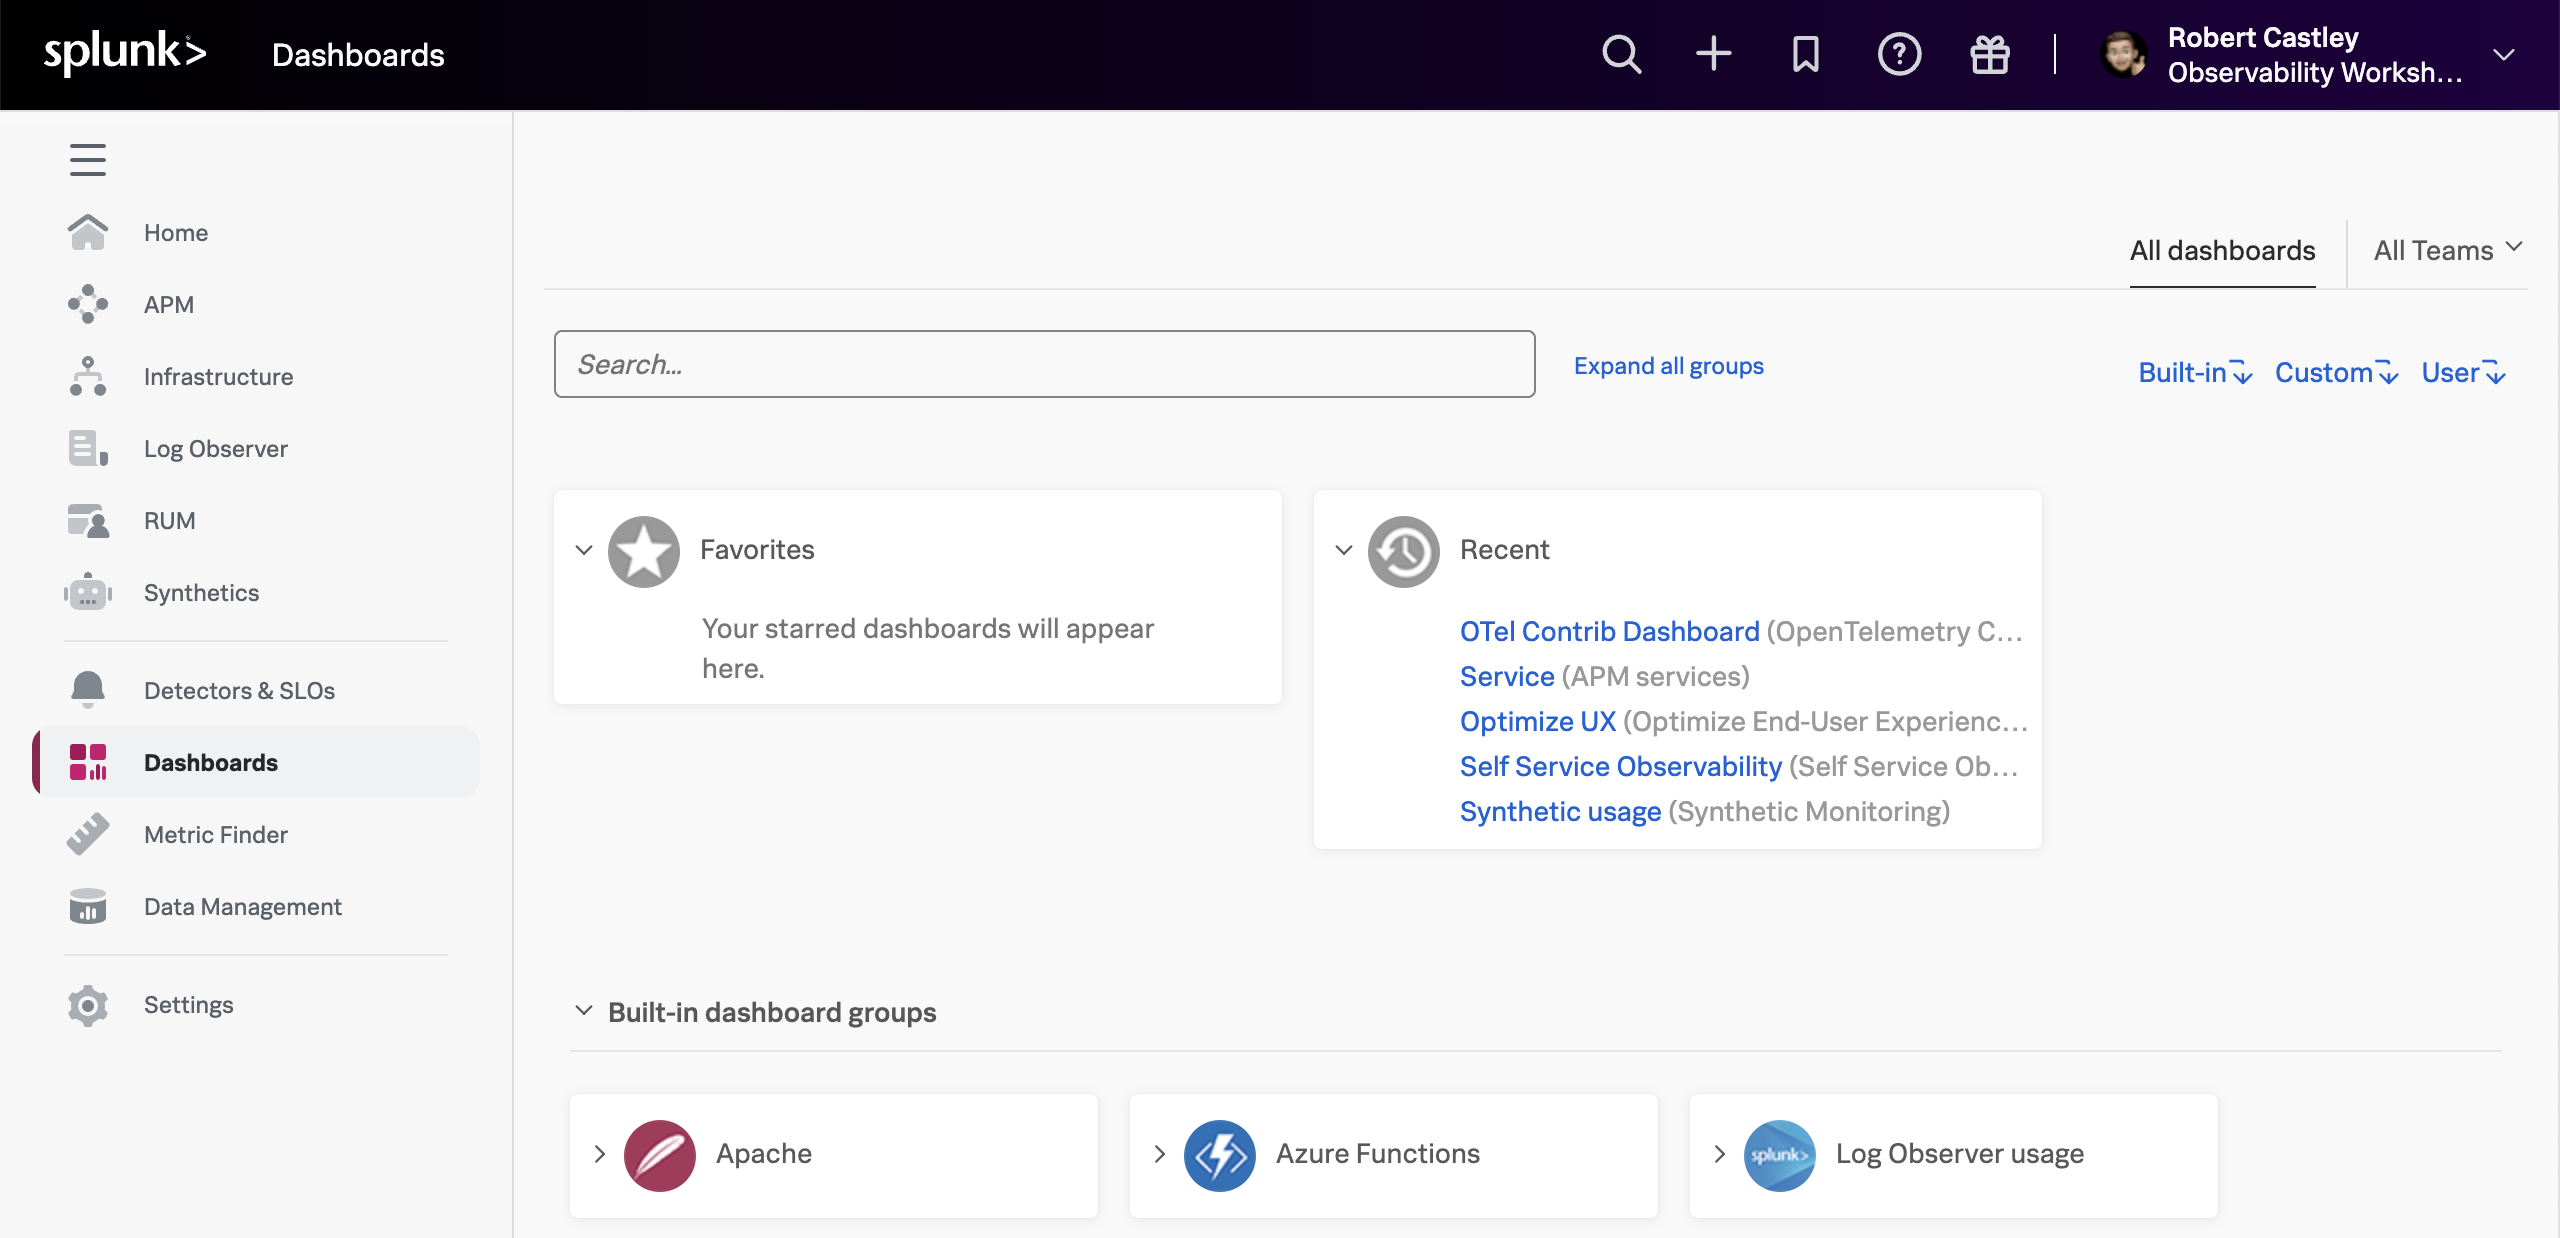 splunk>
Dashboards
Robert Castley
Observability Worksh...
Home
APM
Infrastructure
Log Observer
RUM
Synthetics
Detectors & SLOs
Dashboards
Metric Finder
Data Management
Settings
All dashboards
All Teams
Search...
Expand all groups
Built-in
Custom
User
Favorites
Your starred dashboards will appear
here.
Recent
OTel Contrib Dashboard (OpenTelemetry C...
Service (APM services)
Optimize UX (Optimize End-User Experienc...
Self Service Observability (Self Service Ob...
Synthetic usage (Synthetic Monitoring)
Built-in dashboard groups
Apache
Azure Functions
splunk>
Log Observer usage